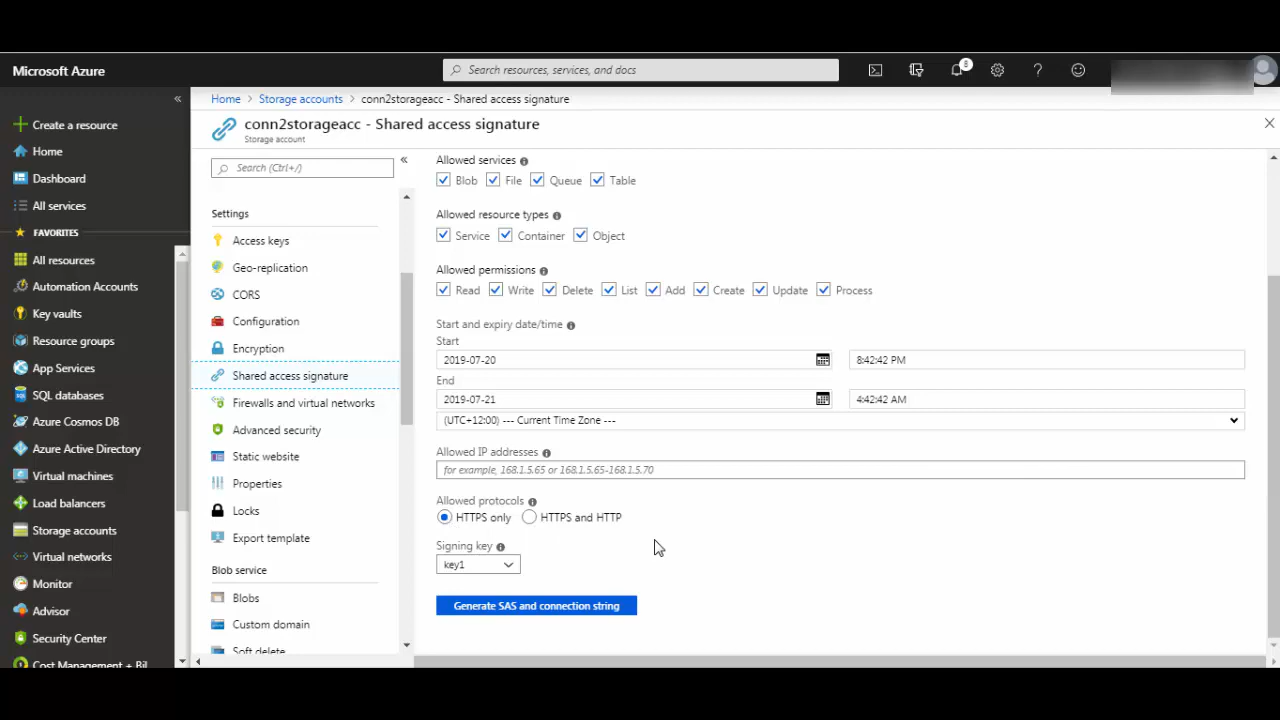 Microsoft Azure
Search resources, services, and docs
8
«
Home > Storage accounts > conn2storageacc - Shared access signature
conn2storageacc - Shared access signature
Storage account
Create a resource
Home
Dashboard
All services
FAVORITES
All resources
Automation Accounts
Key vaults
Resource groups
App Services
SQL databases
Azure Cosmos DB
Azure Active Directory
Virtual machines
Load balancers
Storage accounts
Virtual networks
Monitor
Advisor
Security Center
Cost Management + Bil
Search (Ctrl+/)
«
Settings
Access keys
Geo-replication
CORS
Configuration
Encryption
Shared access signature
Firewalls and virtual networks
Advanced security
Static website
Properties
Locks
Export template
Blob service
Blobs
Custom domain
Soft delete
Allowed services
Blob File Queue Table
Allowed resource types
Service Container Object
Allowed permissions
Read Write Delete List Add Create Update Process
Start and expiry date/time
Start
2019-07-20 8:42:42 PM
End
2019-07-21 4:42:42 AM
(UTC+12:00) --- Current Time Zone ---
Allowed IP addresses
for example, 168.1.5.65 or 168.1.5.65-168.1.5.70
Allowed protocols
HTTPS only HTTPS and HTTP
Signing key
key1
Generate SAS and connection string